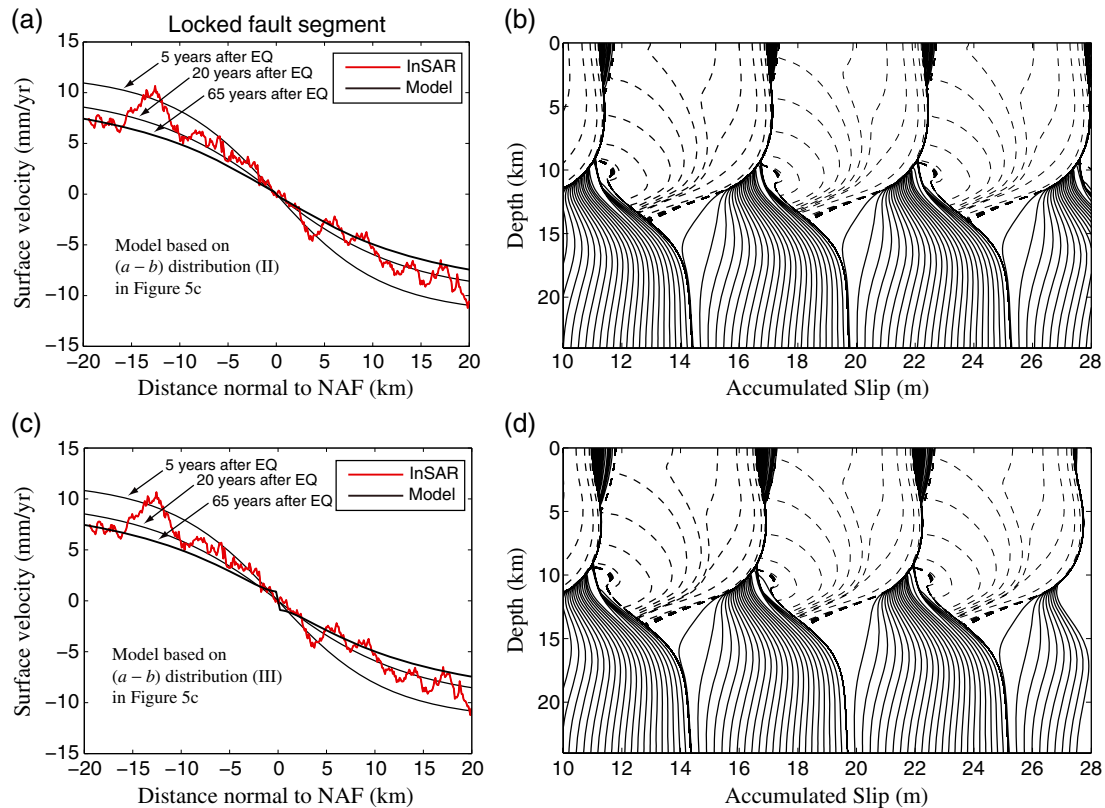 (a)
Locked fault segment
15
10
5
0
−5
−10
−15
Surface velocity (mm/yr)
5 years after EQ
20 years after EQ
65 years after EQ
InSAR
Model
Model based on
(a − b) distribution (II)
in Figure 5c
−20 −15 −10 −5 0 5 10 15 20
Distance normal to NAF (km)
(b)
0
5
10
15
20
Depth (km)
10 12 14 16 18 20 22 24 26 28
Accumulated Slip (m)
(c)
15
10
5
0
−5
−10
−15
Surface velocity (mm/yr)
5 years after EQ
20 years after EQ
65 years after EQ
InSAR
Model
Model based on
(a − b) distribution (III)
in Figure 5c
−20 −15 −10 −5 0 5 10 15 20
Distance normal to NAF (km)
(d)
0
5
10
15
20
Depth (km)
10 12 14 16 18 20 22 24 26 28
Accumulated Slip (m)